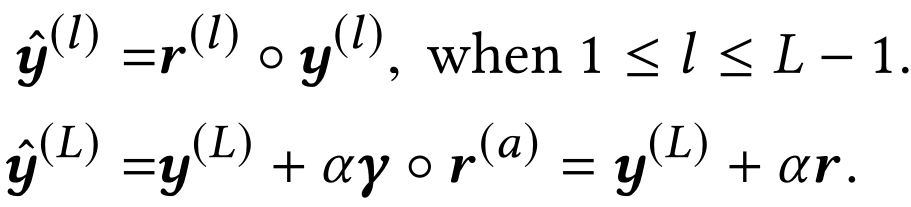 ŷ^(l) = r^(l) ∘ y^(l), when 1 ≤ l ≤ L − 1.
ŷ^(L) = y^(L) + αγ ∘ r^(a) = y^(L) + αr.